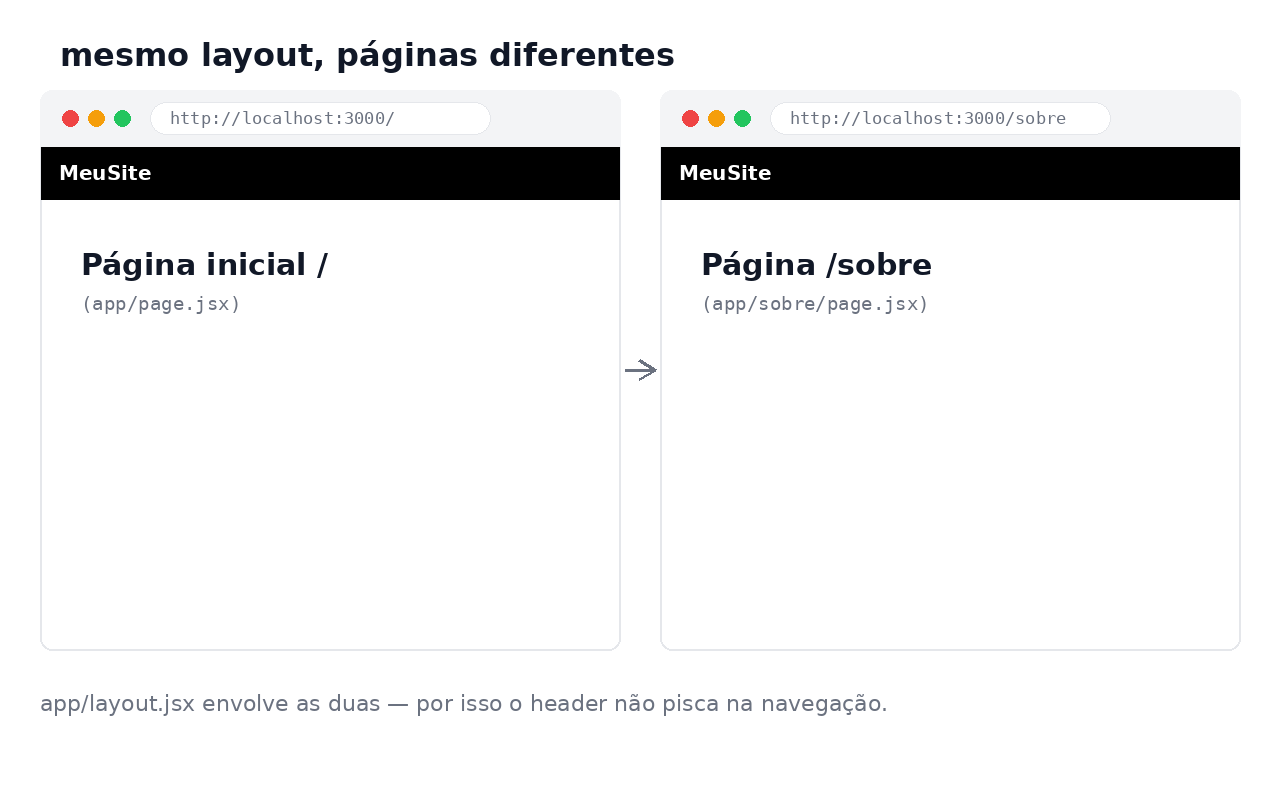 mesmo layout, páginas diferentes
http://localhost:3000/
MeuSite
Página inicial /
(app/page.jsx)
http://localhost:3000/sobre
MeuSite
Página /sobre
(app/sobre/page.jsx)
app/layout.jsx envolve as duas — por isso o header não pisca na navegação.